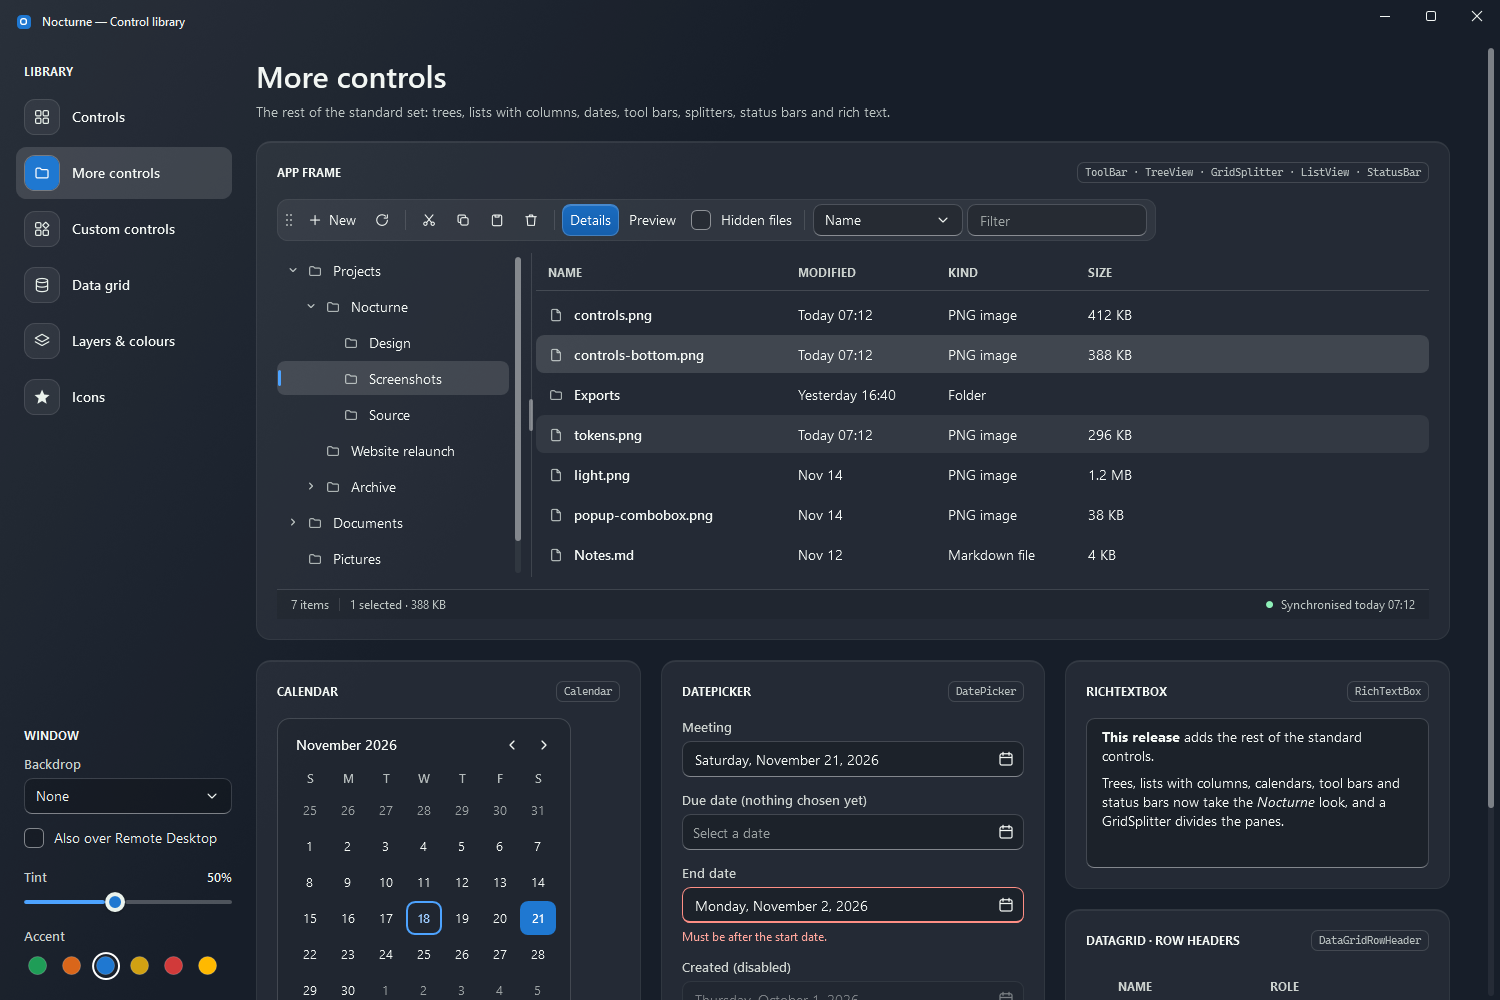 Nocturne — Control library
LIBRARY
Controls
More controls
Custom controls
Data grid
Layers & colours
Icons
WINDOW
Backdrop
None
Also over Remote Desktop
Tint 50%
Accent
More controls
The rest of the standard set: trees, lists with columns, dates, tool bars, splitters, status bars and rich text.
APP FRAME
ToolBar · TreeView · GridSplitter · ListView · StatusBar
New Details Preview Hidden files Name Filter
Projects
Nocturne
Design
Screenshots
Source
Website relaunch
Archive
Documents
Pictures
NAME MODIFIED KIND SIZE
controls.png Today 07:12 PNG image 412 KB
controls-bottom.png Today 07:12 PNG image 388 KB
Exports Yesterday 16:40 Folder
tokens.png Today 07:12 PNG image 296 KB
light.png Nov 14 PNG image 1.2 MB
popup-combobox.png Nov 14 PNG image 38 KB
Notes.md Nov 12 Markdown file 4 KB
7 items 1 selected · 388 KB Synchronised today 07:12
CALENDAR Calendar
November 2026
S M T W T F S
25 26 27 28 29 30 31
1 2 3 4 5 6 7
8 9 10 11 12 13 14
15 16 17 18 19 20 21
22 23 24 25 26 27 28
29 30 1 2 3 4 5
DATEPICKER DatePicker
Meeting
Saturday, November 21, 2026
Due date (nothing chosen yet)
Select a date
End date
Monday, November 2, 2026
Must be after the start date.
Created (disabled)
Thursday, October 1, 2026
RICHTEXTBOX RichTextBox
This release adds the rest of the standard
controls.
Trees, lists with columns, calendars, tool bars and
status bars now take the Nocturne look, and a
GridSplitter divides the panes.
DATAGRID · ROW HEADERS DataGridRowHeader
NAME ROLE